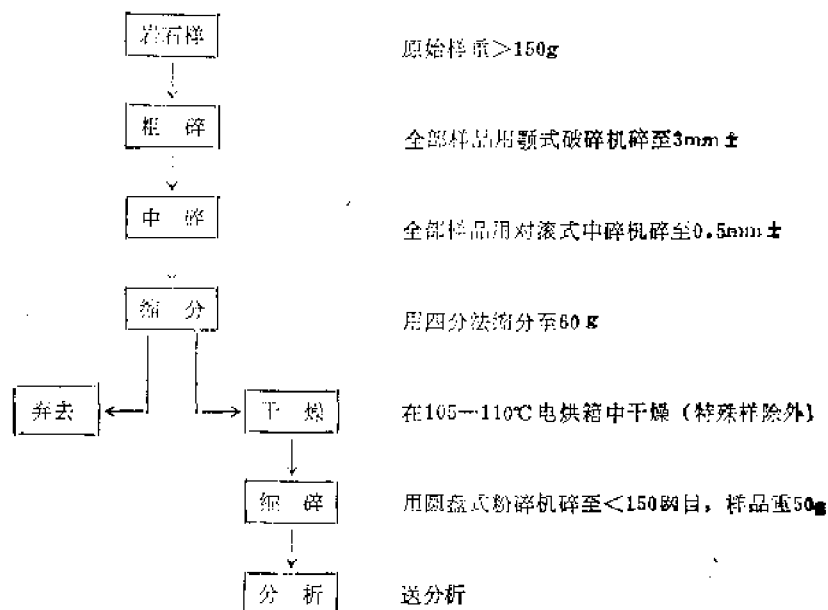 岩石样
原始样重＞150g
粗 碎
全部样品用颚式破碎机碎至3mm±
中 碎
全部样品用对滚式中碎机碎至0.5mm±
缩 分
用四分法缩分至60g
弃去
干 燥
在105—110℃电烘箱中干燥（特殊样除外）
细 碎
用圆盘式粉碎机碎至＜150网目，样品重50g
分 析
送分析